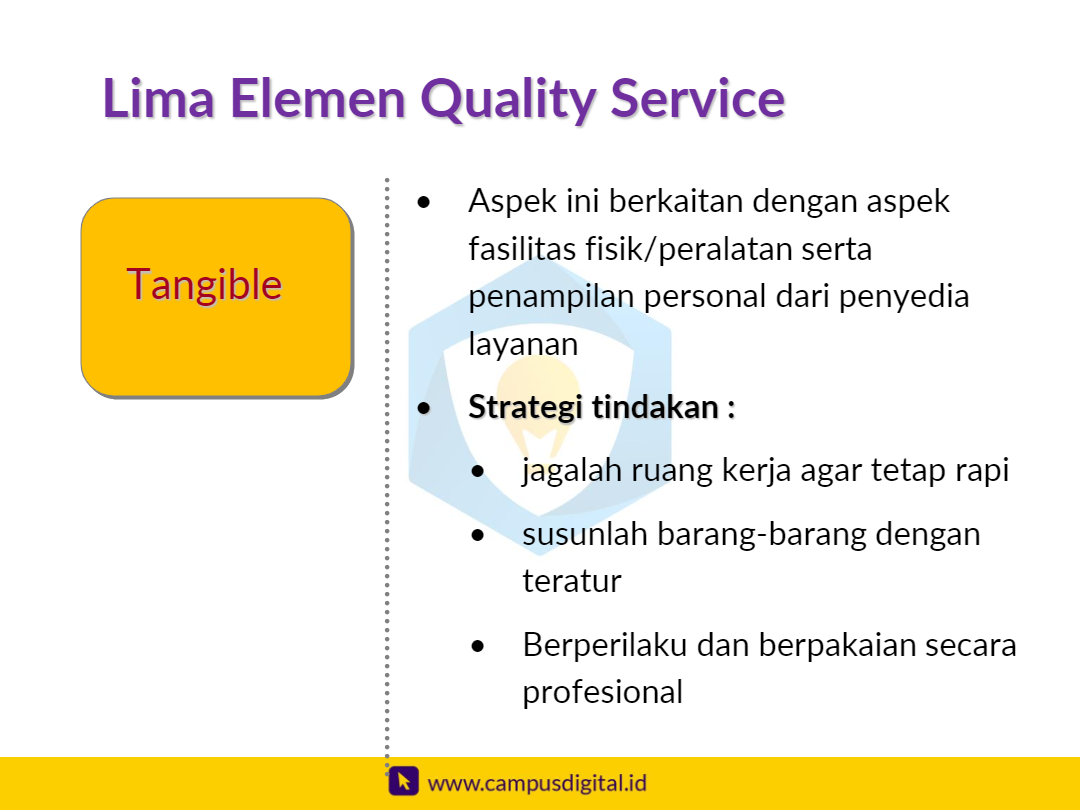 Lima Elemen Quality Service
Tangible
• Aspek ini berkaitan dengan aspek
fasilitas fisik/peralatan serta
penampilan personal dari penyedia
layanan
• Strategi tindakan :
• jagalah ruang kerja agar tetap rapi
• susunlah barang-barang dengan
teratur
• Berperilaku dan berpakaian secara
profesional
www.campusdigital.id